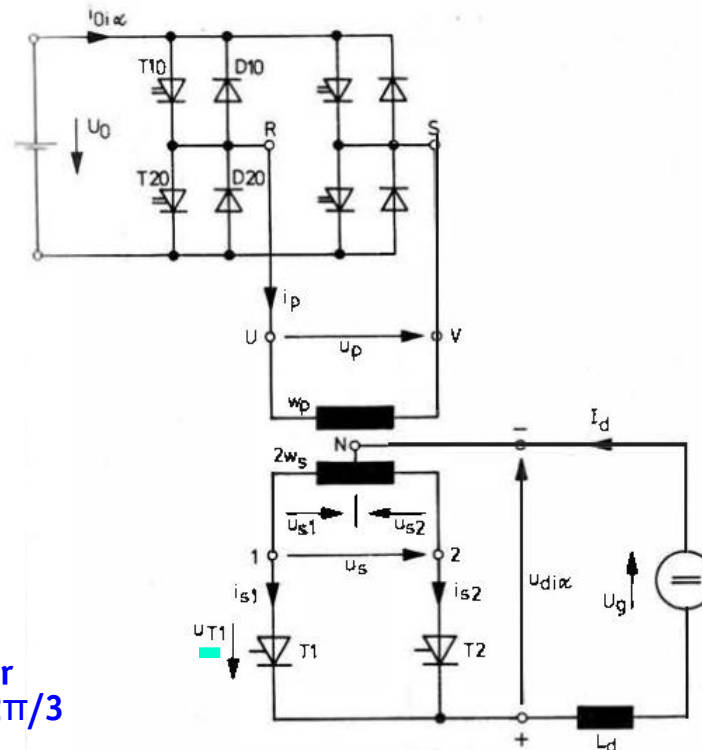 i0iα
T10 D10
U0
R S
T20 D20
ip
U up V
wp
N − Id
2ws
us1 us2
1 us 2
is1 is2 udiα
Ug
uT1 T1 T2
r
π/3
+ Ld